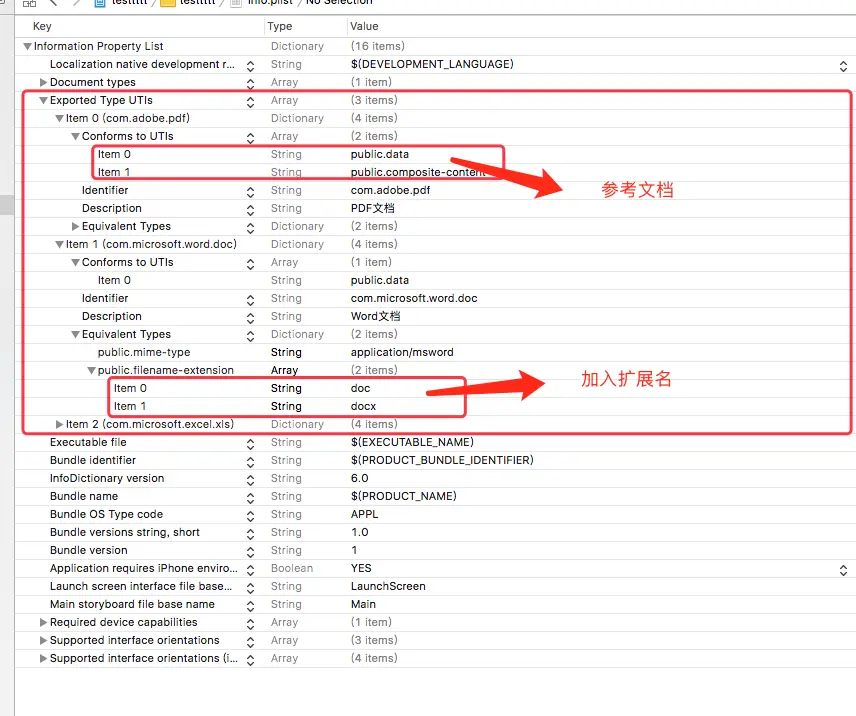 testtttt testtttt Info.plist No Selection
Key Type Value
Information Property List Dictionary (16 items)
Localization native development r... String $(DEVELOPMENT_LANGUAGE)
Document types Array (1 item)
Exported Type UTIs Array (3 items)
Item 0 (com.adobe.pdf) Dictionary (4 items)
Conforms to UTIs Array (2 items)
Item 0 String public.data
Item 1 String public.composite-content
Identifier String com.adobe.pdf
参考文档
Description String PDF文档
Equivalent Types Dictionary (2 items)
Item 1 (com.microsoft.word.doc) Dictionary (4 items)
Conforms to UTIs Array (1 item)
Item 0 String public.data
Identifier String com.microsoft.word.doc
Description String Word文档
Equivalent Types Dictionary (2 items)
public.mime-type String application/msword
public.filename-extension Array (2 items)
加入扩展名
Item 0 String doc
Item 1 String docx
Item 2 (com.microsoft.excel.xls) Dictionary (4 items)
Executable file String $(EXECUTABLE_NAME)
Bundle identifier String $(PRODUCT_BUNDLE_IDENTIFIER)
InfoDictionary version String 6.0
Bundle name String $(PRODUCT_NAME)
Bundle OS Type code String APPL
Bundle versions string, short String 1.0
Bundle version String 1
Application requires iPhone enviro... Boolean YES
Launch screen interface file base... String LaunchScreen
Main storyboard file base name String Main
Required device capabilities Array (1 item)
Supported interface orientations Array (3 items)
Supported interface orientations (i... Array (4 items)